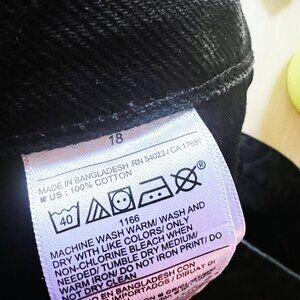 18
MADE IN BANGLADESH RN 54023 / CA 17897
US : 100% COTTON
40
1166
MACHINE WASH WARM/ WASH AND
DRY WITH LIKE COLORS/ ONLY
NON-CHLORINE BLEACH WHEN
NEEDED/ TUMBLE DRY MEDIUM/
WARM IRON/ DO NOT IRON PRINT/ DO
NOT DRY CLEAN